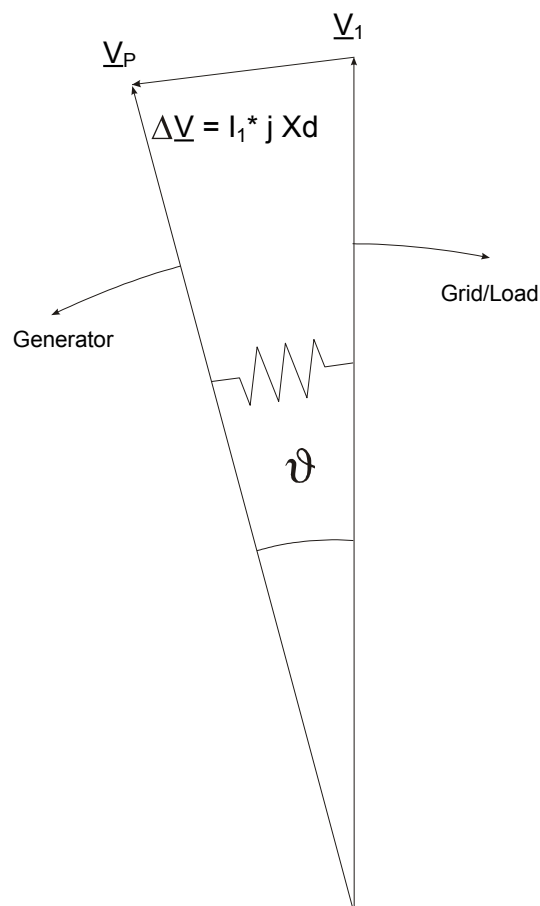 V₁
Vₚ
ΔV = I₁* j Xd
Grid/Load
Generator
ϑ